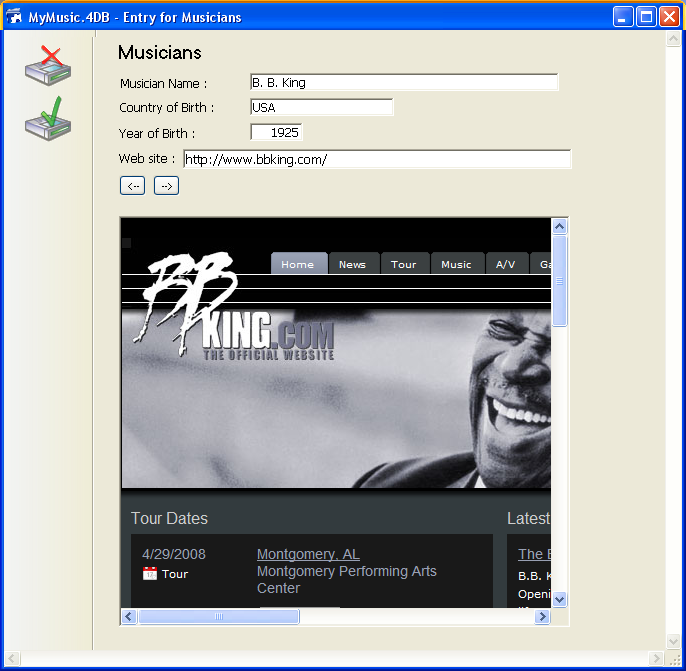 MyMusic.4DB - Entry for Musicians
Musicians
Musician Name : B. B. King
Country of Birth : USA
Year of Birth : 1925
Web site : http://www.bbking.com/
<-- -->
Home News Tour Music A/V Ga
BB
KING.COM
THE OFFICIAL WEBSITE
Tour Dates Latest
4/29/2008 Montgomery, AL The B
Tour Montgomery Performing Arts B.B. K
Center Openi